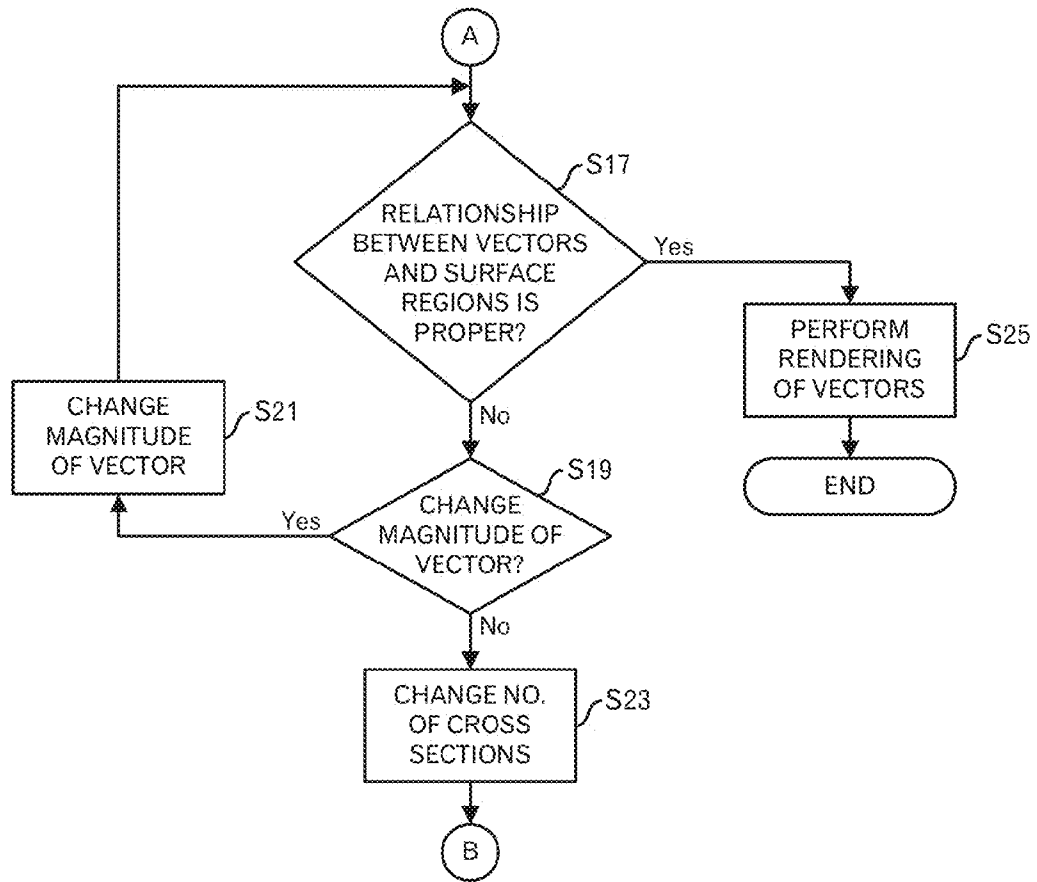 A
S17
RELATIONSHIP
BETWEEN VECTORS
AND SURFACE
REGIONS IS
PROPER?
Yes
PERFORM
RENDERING
OF VECTORS
S25
END
No
CHANGE
MAGNITUDE
OF VECTOR
S21
S19
CHANGE
MAGNITUDE OF
VECTOR?
Yes
No
CHANGE NO.
OF CROSS
SECTIONS
S23
B